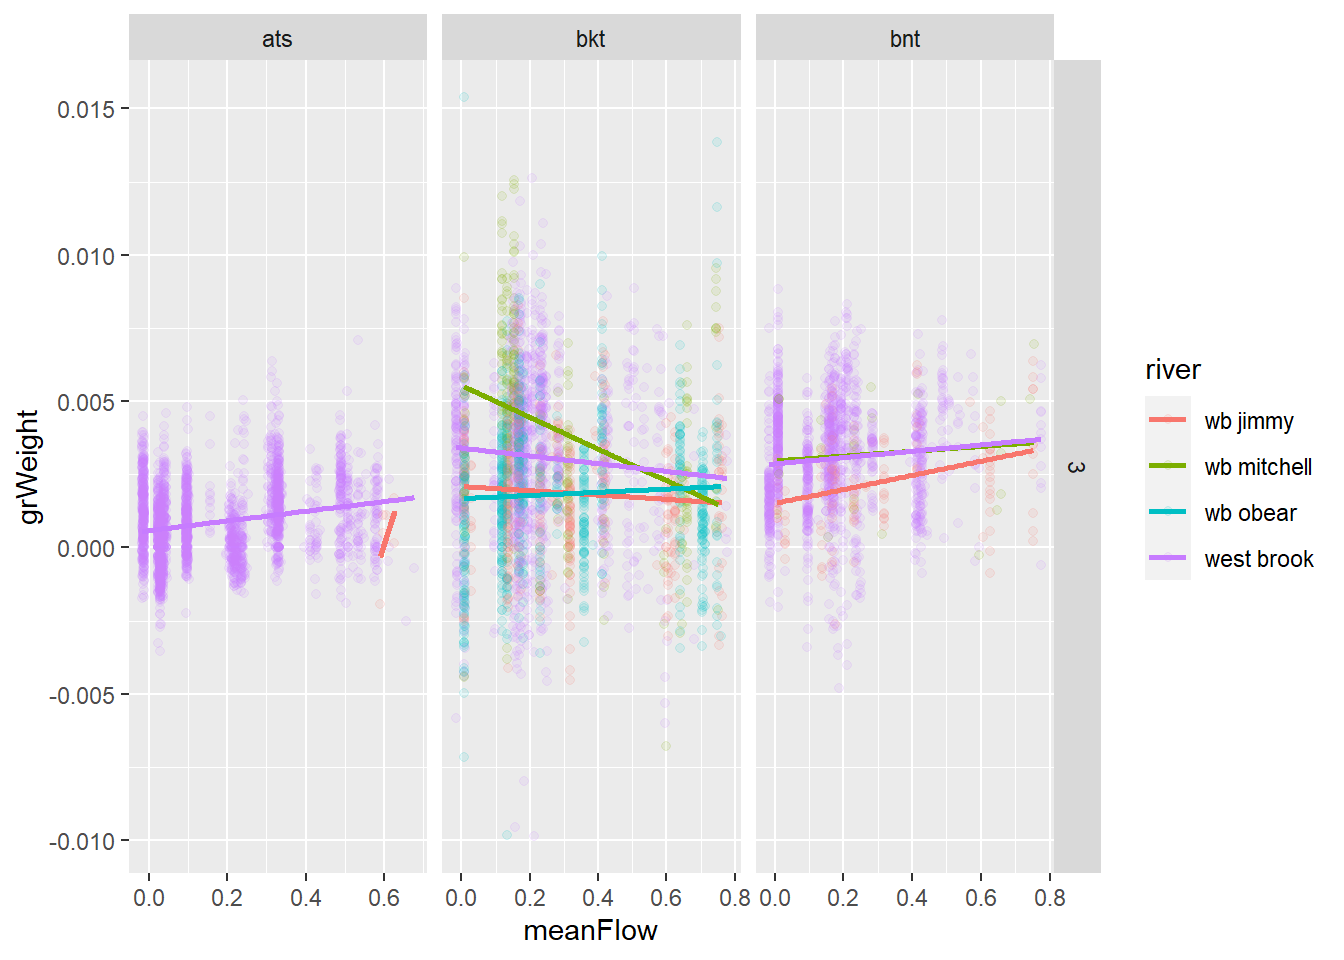 ats bkt bnt
3
grWeight
0.015
0.010
0.005
0.000
-0.005
-0.010
0.0 0.2 0.4 0.6 0.0 0.2 0.4 0.6 0.8 0.0 0.2 0.4 0.6 0.8
meanFlow
river
wb jimmy
wb mitchell
wb obear
west brook